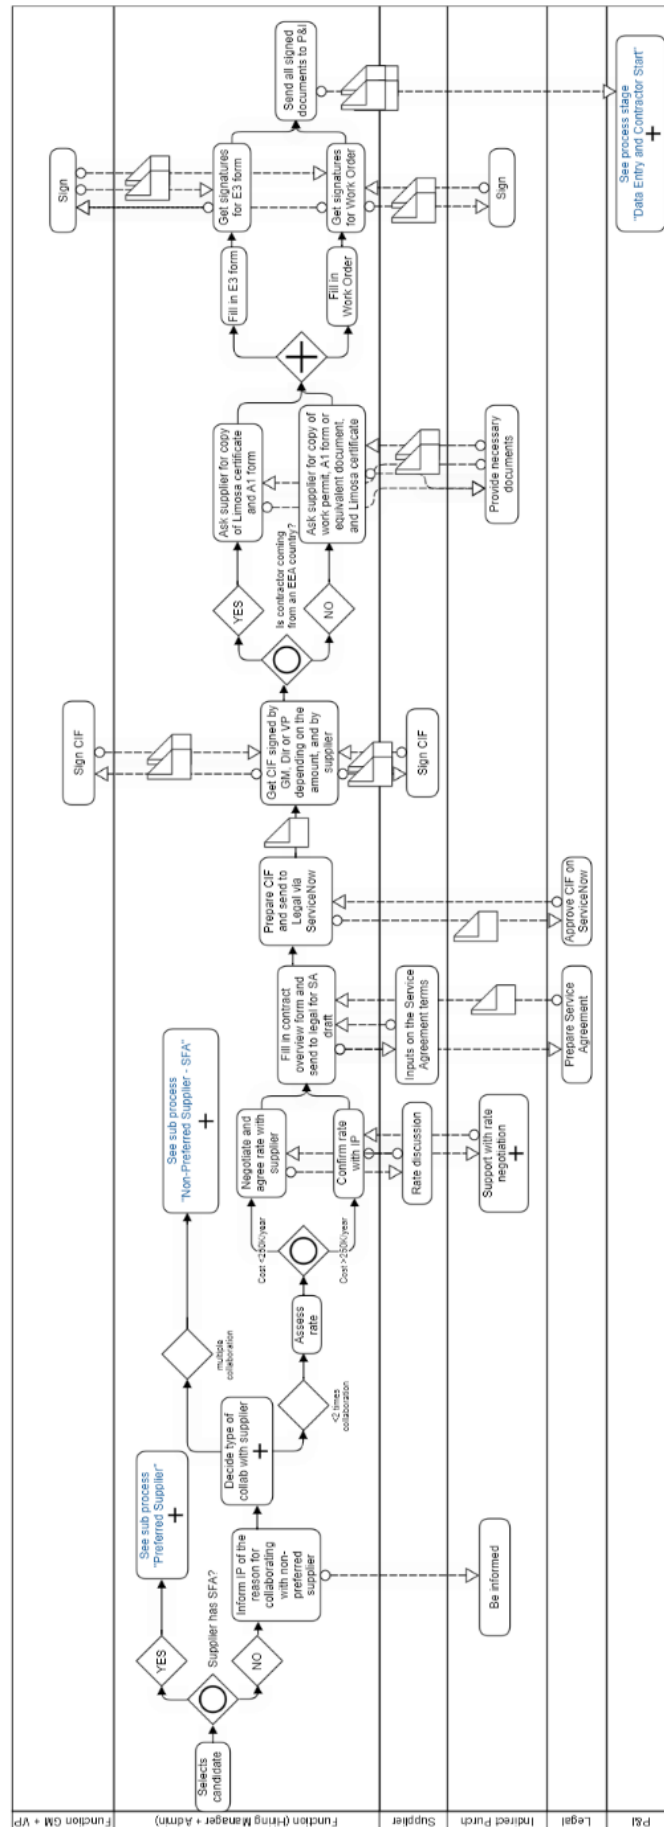 Function GM + VP
Function (Hiring Manager + Admin)
Supplier
Indirect Purch
Legal
P&I
Selects
candidate
Supplier has SFA?
YES
NO
See sub process
"Preferred Supplier"
Inform IP of the
reason for
collaborating
with non-
preferred
supplier
Be informed
Decide type of
collab with supplier
multiple
collaboration
<2 times
collaboration
See sub process
"Non-Preferred Supplier - SFA"
Assess
rate
Cost <250K/year
Cost >250K/year
Negotiate and
agree rate with
supplier
Confirm rate
with IP
Rate discussion
Support with rate
negotiation
Fill in contract
overview form and
send to legal for SA
draft
Inputs on the Service
Agreement terms
Prepare Service
Agreement
Prepare CIF
and send to
Legal via
ServiceNow
Approve CIF on
ServiceNow
Sign CIF
Get CIF signed by
GM, Dir or VP
depending on the
amount, and by
supplier
Sign CIF
Is contractor coming
from an EEA country?
YES
NO
Ask supplier for copy
of Limosa certificate
and A1 form
Ask supplier for copy of
work permit, A1 form or
equivalent document,
and Limosa certificate
Provide necessary
documents
Fill in E3 form
Fill in
Work Order
Sign
Get signatures
for E3 form
Get signatures
for Work Order
Sign
Send all signed
documents to P&I
See process stage
"Data Entry and Contractor Start"